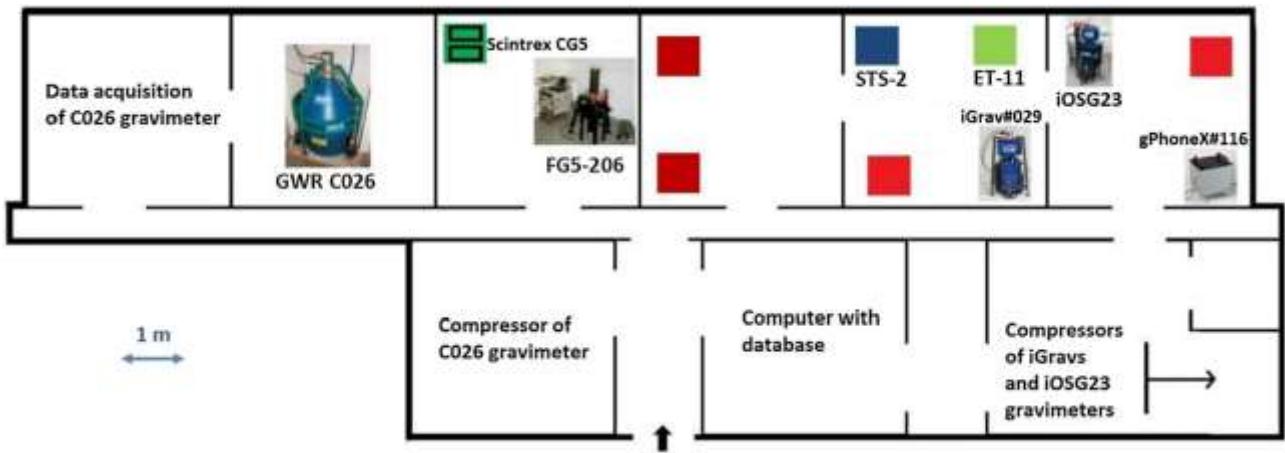 Data acquisition
of C026 gravimeter
GWR C026
Scintrex CG5
FG5-206
STS-2
ET-11
iGrav#029
iOSG23
gPhoneX#116
1 m
Compressor of
C026 gravimeter
Computer with
database
Compressors
of iGravs
and iOSG23
gravimeters